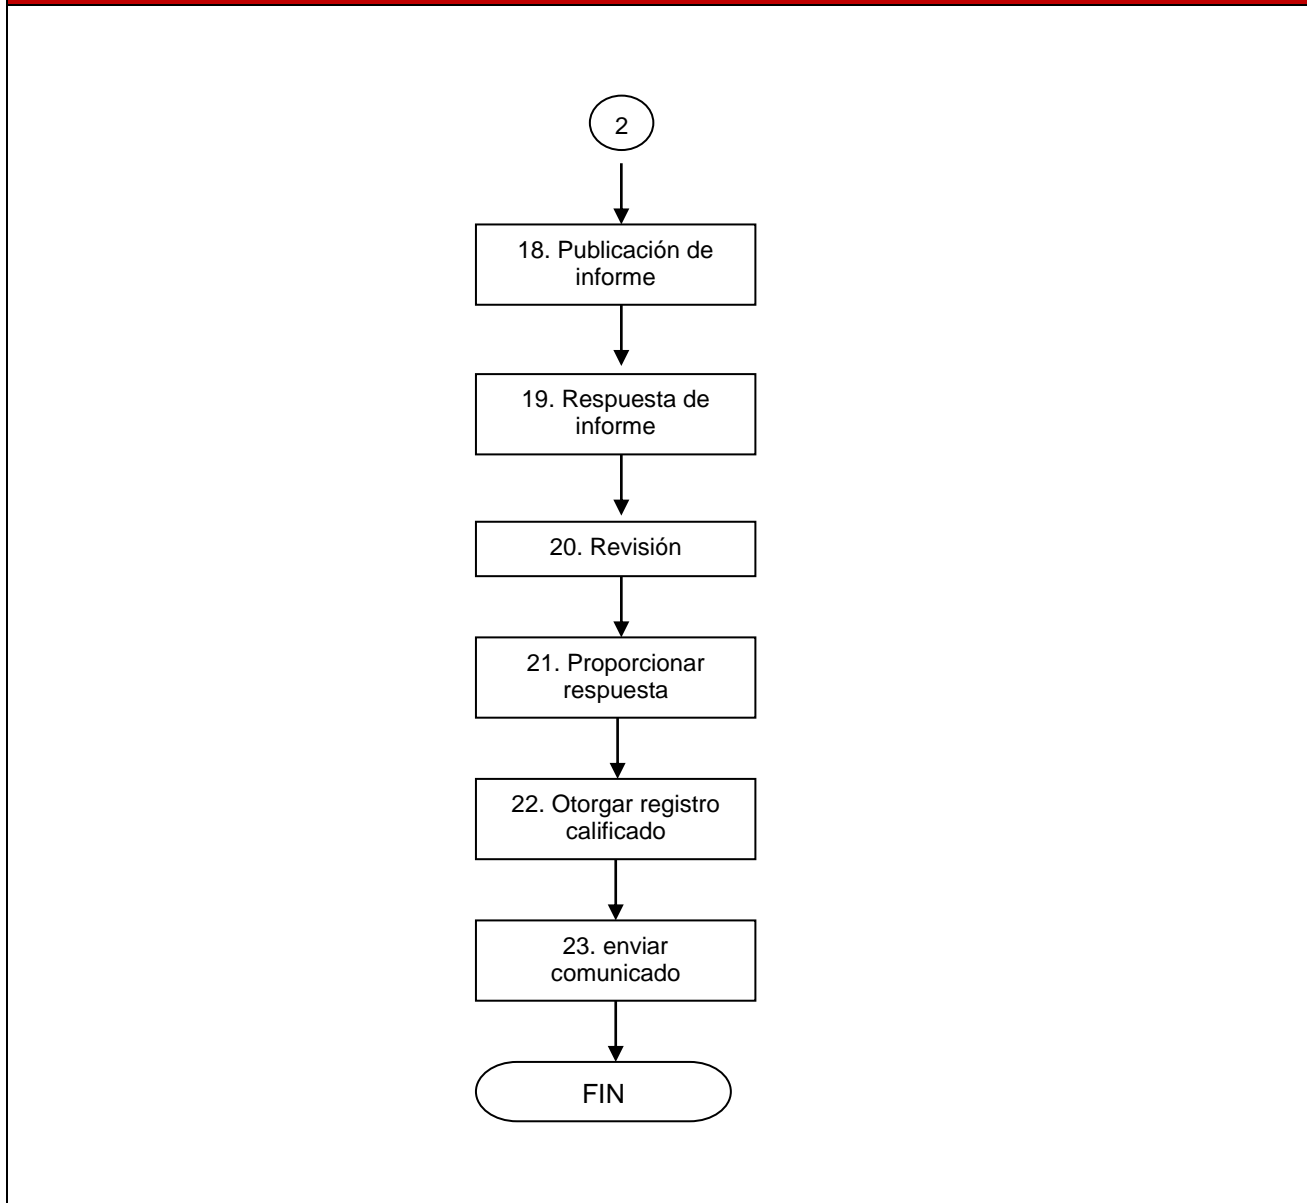 2
18. Publicación de
informe
19. Respuesta de
informe
20. Revisión
21. Proporcionar
respuesta
22. Otorgar registro
calificado
23. enviar
comunicado
FIN